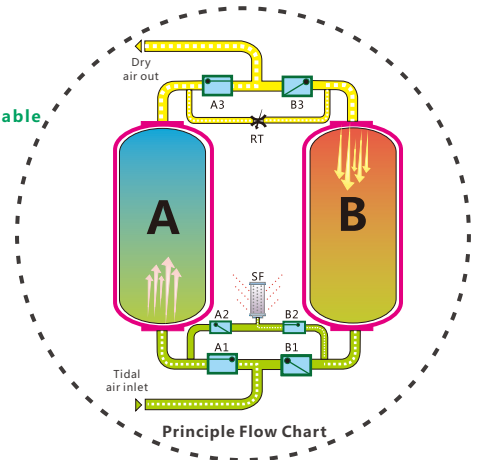 Dry
air out
A3
B3
able
RT
A
B
SF
A2
B2
A1
B1
Tidal
air inlet
Principle Flow Chart